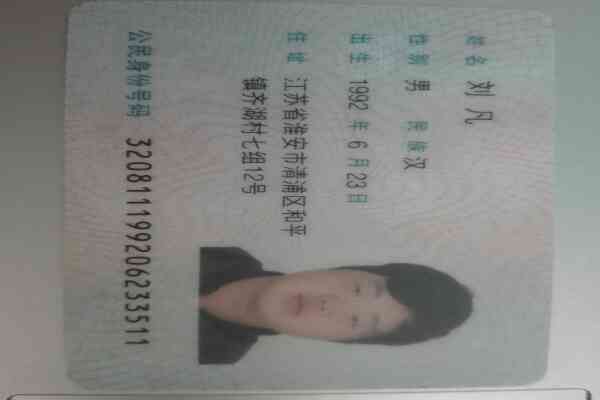 姓名 刘凡
性别 男 民族 汉
出生 1992 年 6 月 23 日
住址 江苏省淮安市清浦区和平
镇齐湖村七组12号
公民身份号码 320811199206233511